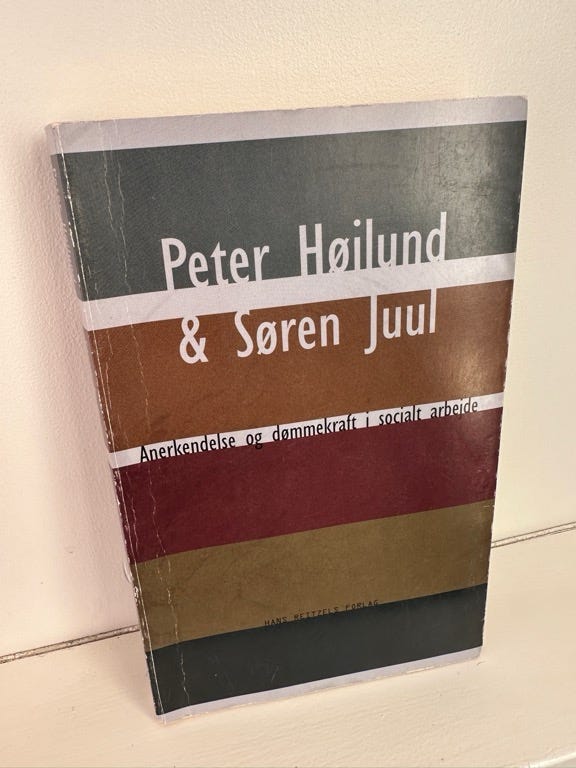 Peter Høilund
& Søren Juul
Anerkendelse og dømmekraft i socialt arbejde
HANS REITZELS FORLAG